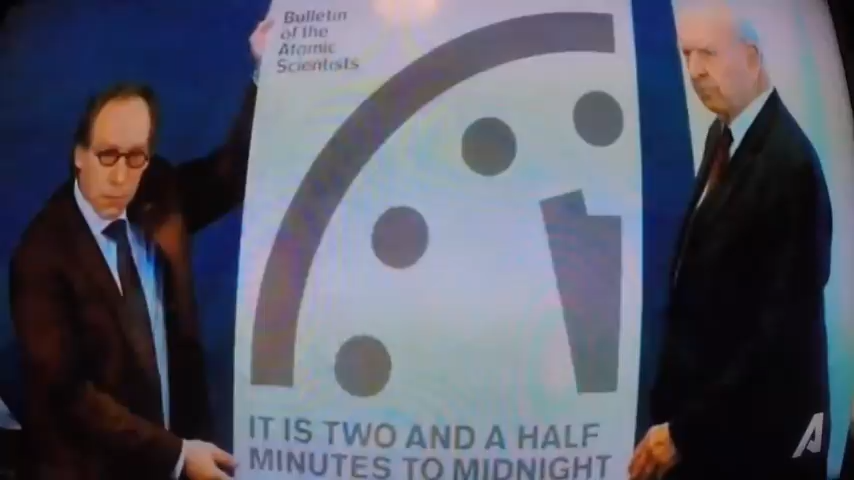 Bulletin
of the
Atomic
Scientists
IT IS TWO AND A HALF
MINUTES TO MIDNIGHT
A